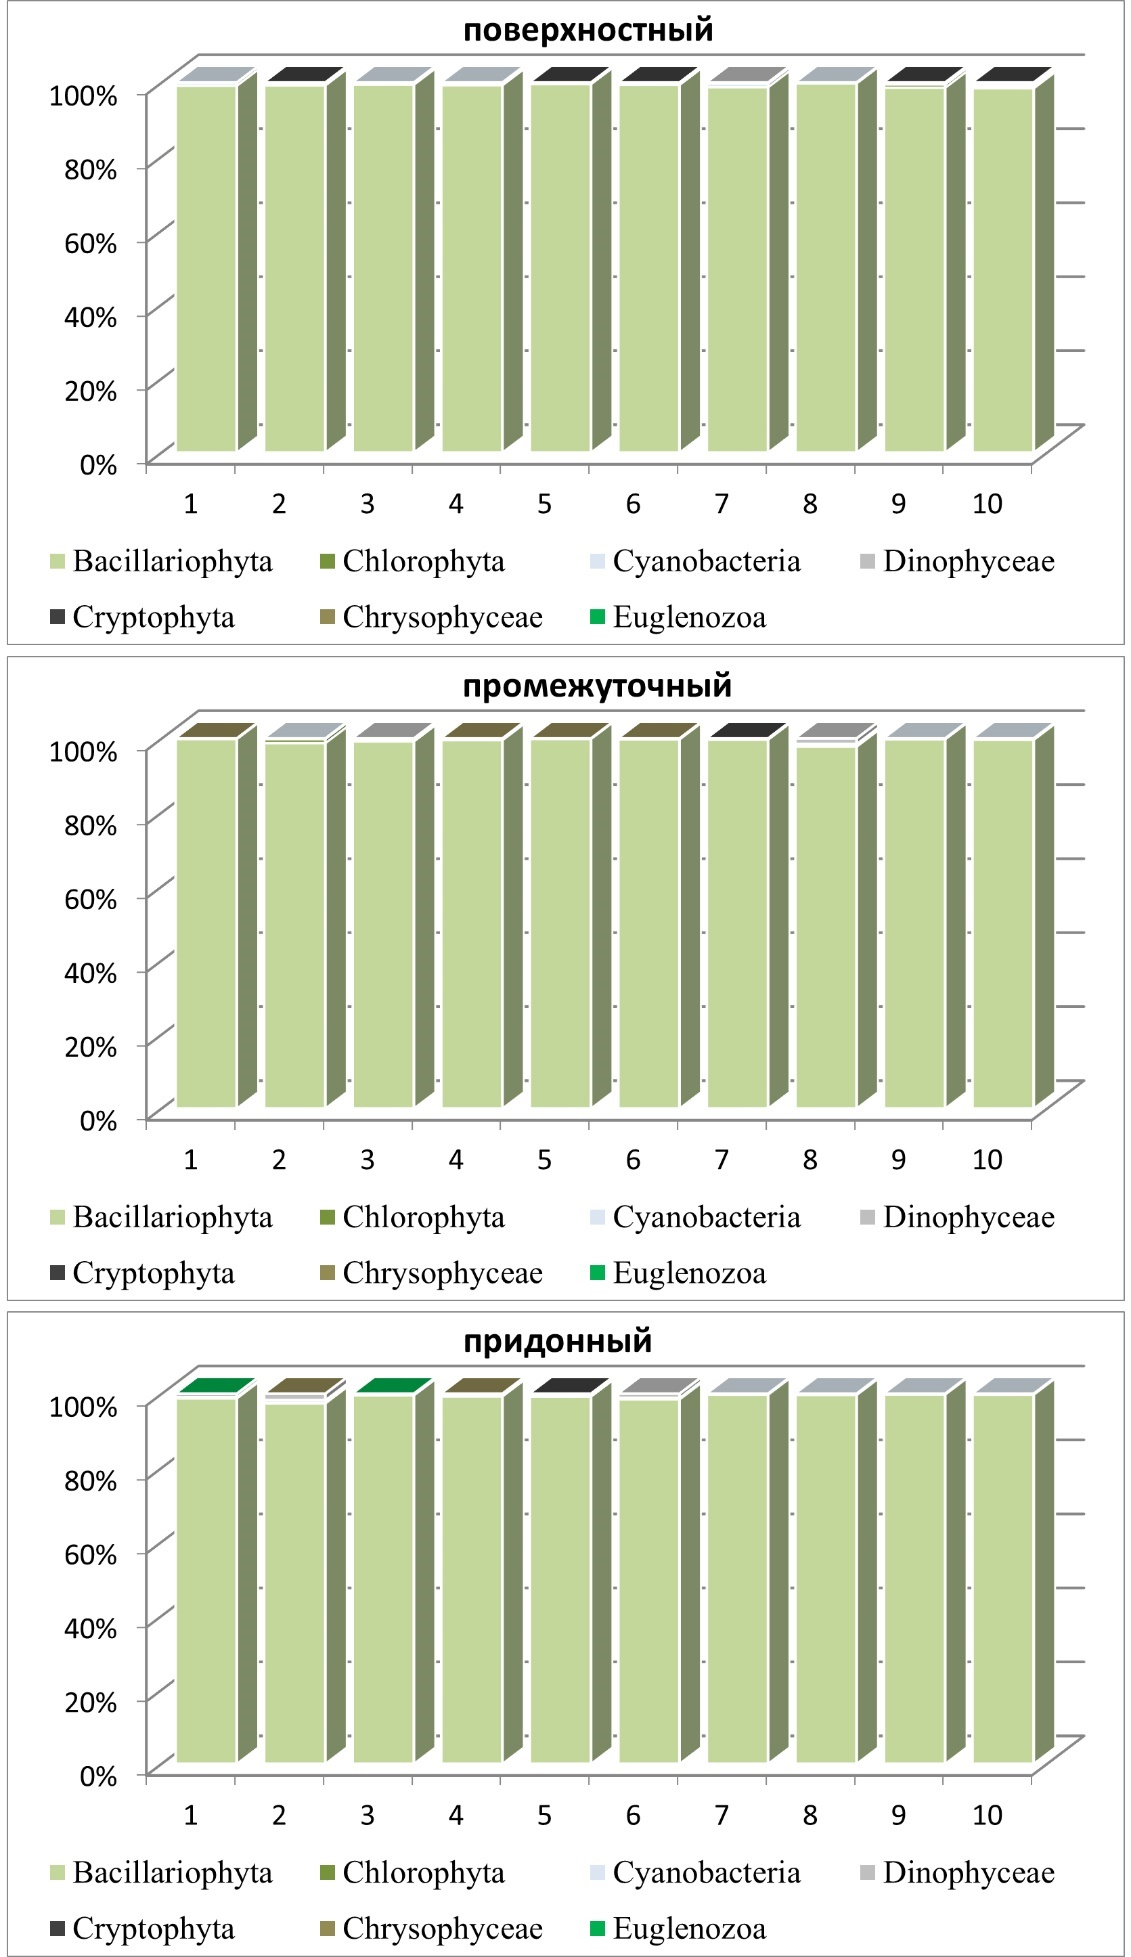 поверхностный
100%
80%
60%
40%
20%
0%
1 2 3 4 5 6 7 8 9 10
Bacillariophyta Chlorophyta Cyanobacteria Dinophyceae
Cryptophyta Chrysophyceae Euglenozoa
промежуточный
100%
80%
60%
40%
20%
0%
1 2 3 4 5 6 7 8 9 10
Bacillariophyta Chlorophyta Cyanobacteria Dinophyceae
Cryptophyta Chrysophyceae Euglenozoa
придонный
100%
80%
60%
40%
20%
0%
1 2 3 4 5 6 7 8 9 10
Bacillariophyta Chlorophyta Cyanobacteria Dinophyceae
Cryptophyta Chrysophyceae Euglenozoa